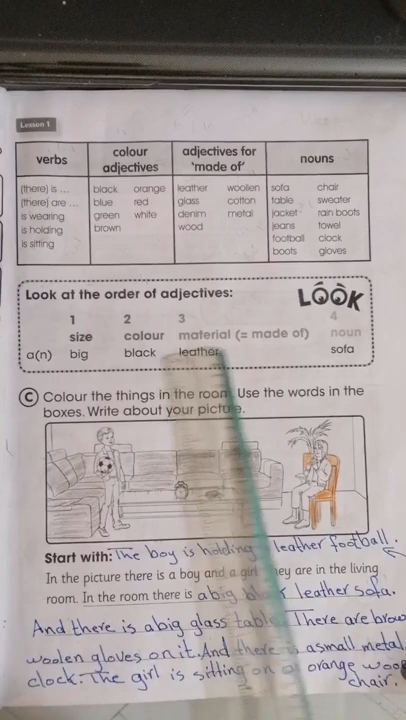 Lesson 1
verbs colour adjectives adjectives for 'made of' nouns
(there) is ... black orange leather woollen sofa chair
(there) are ... blue red glass cotton table sweater
is wearing green white denim metal jacket rain boots
is holding brown wood jeans towel
is sitting football clock
boots gloves
Look at the order of adjectives: LOOK
1 2 3 4
size colour material (= made of) noun
a(n) big black leather sofa
C Colour the things in the room. Use the words in the
boxes. Write about your picture.
Start with: The boy is holding leather football.
In the picture there is a boy and a girl. They are in the living
room. In the room there is a big black leather sofa.
And there is a big glass table. There are brow
woolen gloves on it. And there is a small metal
clock. The girl is sitting on orange woo
chair.